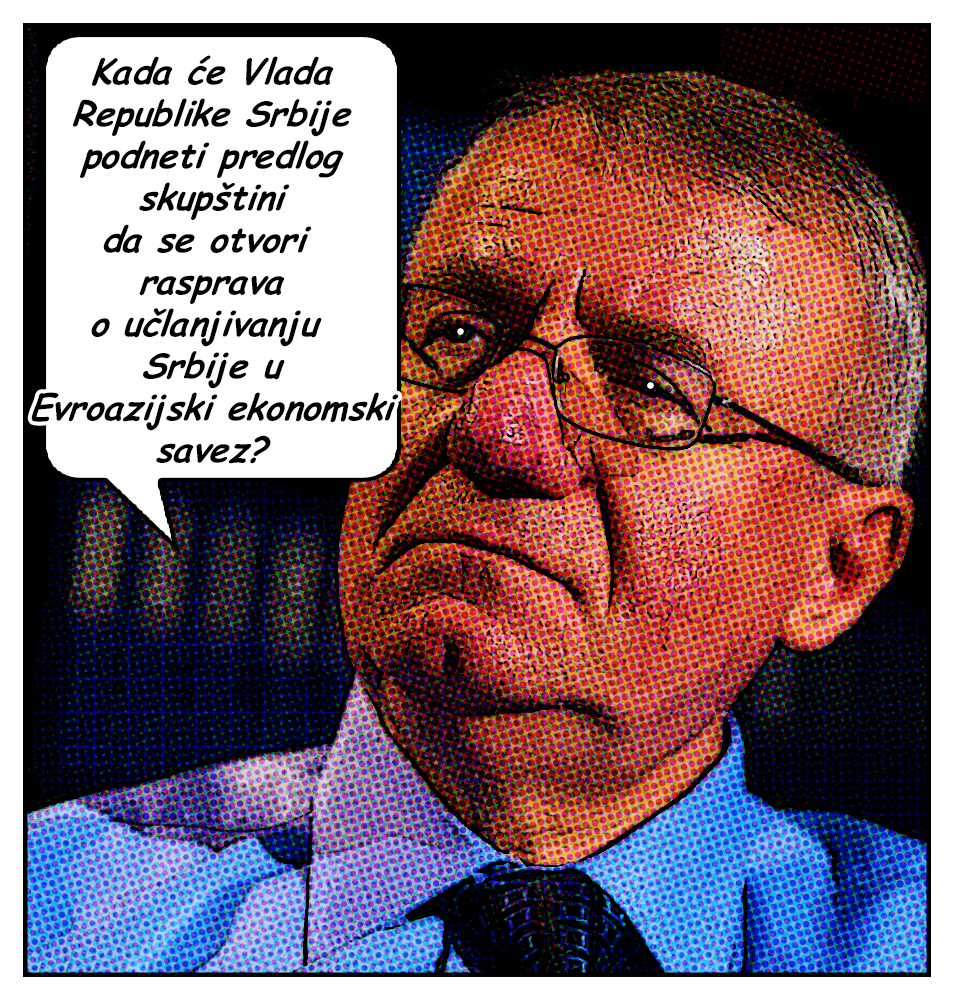 Kada će Vlada
Republike Srbije
podneti predlog
skupštini
da se otvori
rasprava
o učlanjivanju
Srbije u
Evroazijski ekonomski
savez?